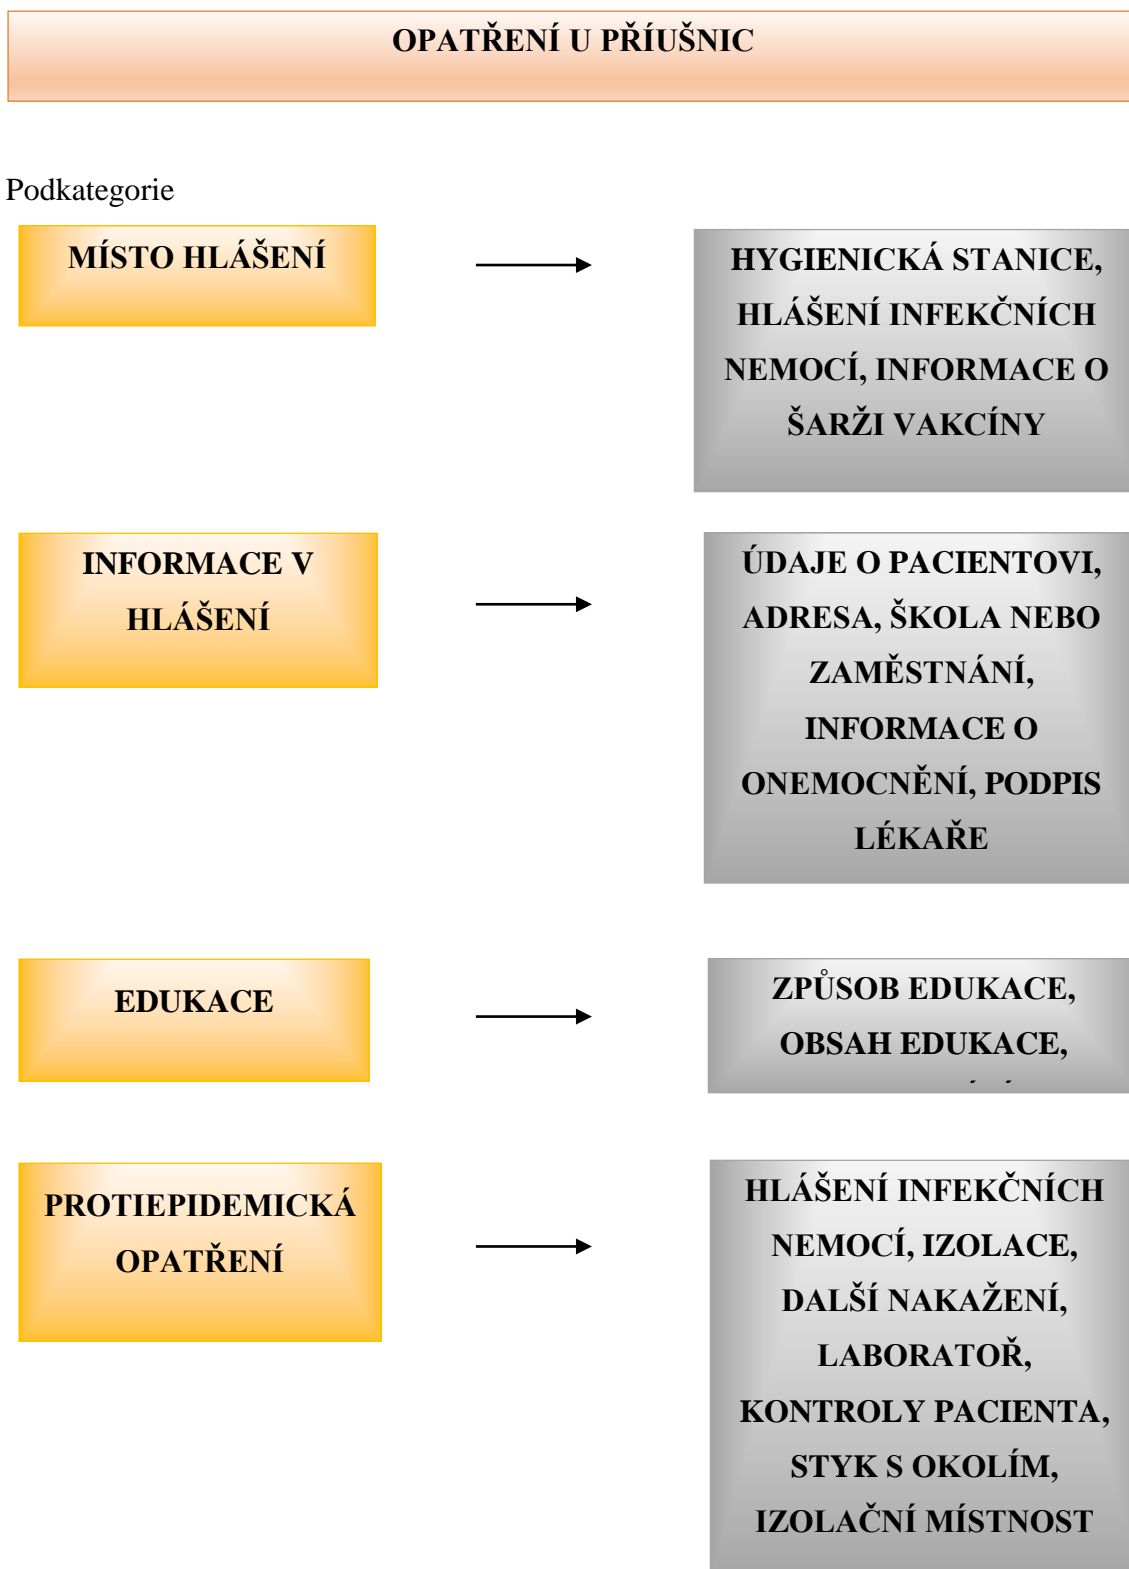 OPATŘENÍ U PŘÍUŠNIC
Podkategorie
MÍSTO HLÁŠENÍ
HYGIENICKÁ STANICE,
HLÁŠENÍ INFEKČNÍCH
NEMOCÍ, INFORMACE O
ŠARŽI VAKCÍNY
INFORMACE V
HLÁŠENÍ
ÚDAJE O PACIENTOVI,
ADRESA, ŠKOLA NEBO
ZAMĚSTNÁNÍ,
INFORMACE O
ONEMOCNĚNÍ, PODPIS
LÉKAŘE
EDUKACE
ZPŮSOB EDUKACE,
OBSAH EDUKACE,
PROTIEPIDEMICKÁ
OPATŘENÍ
HLÁŠENÍ INFEKČNÍCH
NEMOCÍ, IZOLACE,
DALŠÍ NAKAŽENÍ,
LABORATOŘ,
KONTROLY PACIENTA,
STYK S OKOLÍM,
IZOLAČNÍ MÍSTNOST